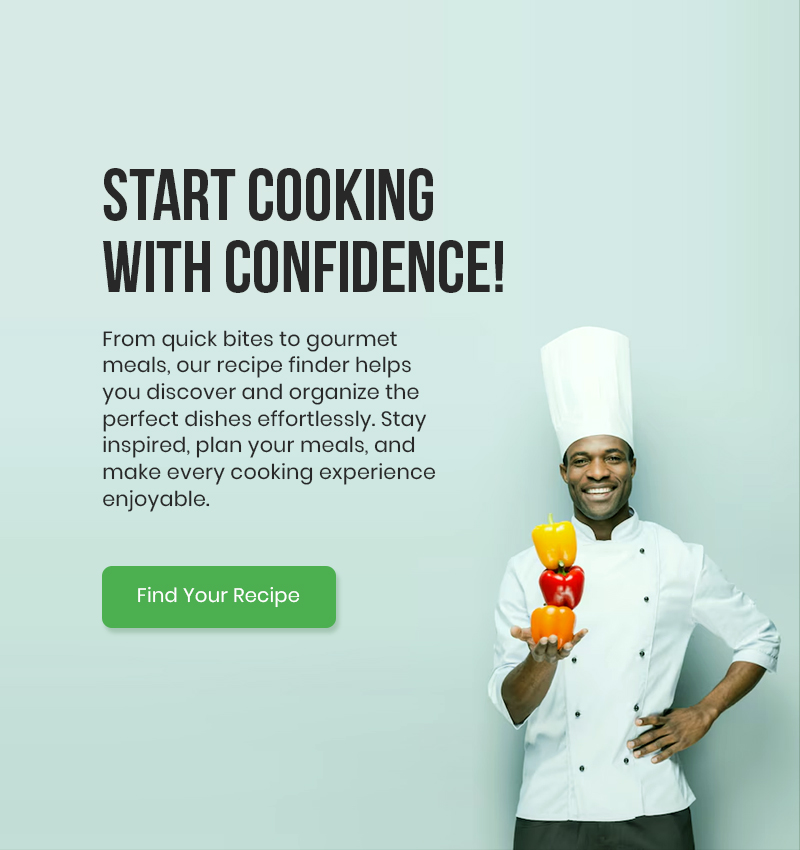 START COOKING
WITH CONFIDENCE!
From quick bites to gourmet
meals, our recipe finder helps
you discover and organize the
perfect dishes effortlessly. Stay
inspired, plan your meals, and
make every cooking experience
enjoyable.
Find Your Recipe